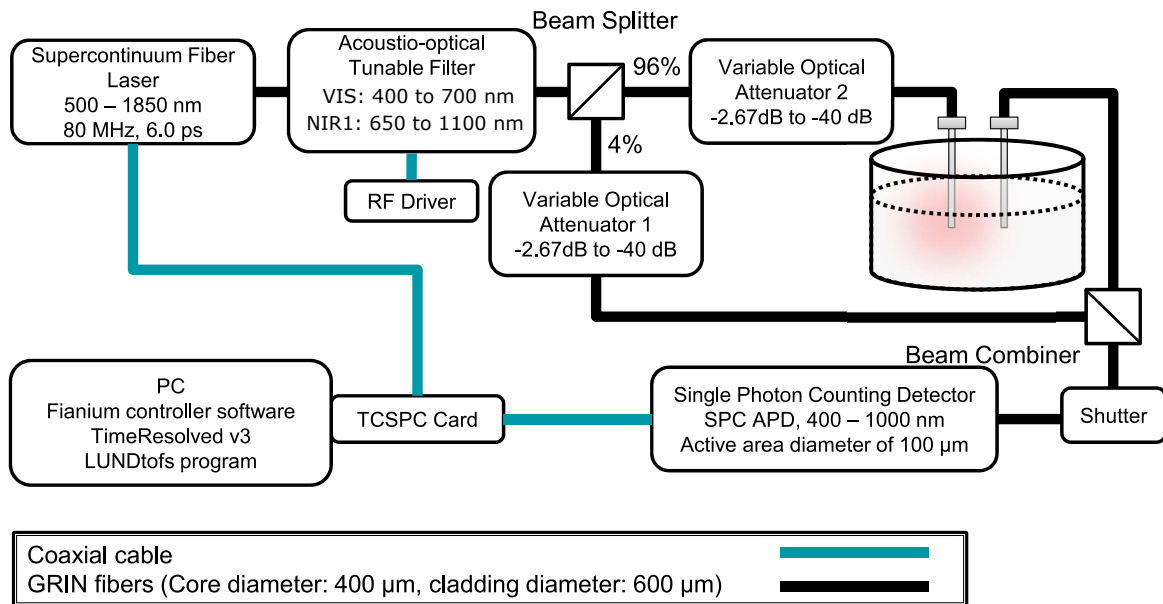 Beam Splitter
Supercontinuum Fiber
Laser
500 – 1850 nm
80 MHz, 6.0 ps
Acoustio-optical
Tunable Filter
VIS: 400 to 700 nm
NIR1: 650 to 1100 nm
96%
Variable Optical
Attenuator 2
-2.67dB to -40 dB
4%
RF Driver
Variable Optical
Attenuator 1
-2.67dB to -40 dB
Beam Combiner
PC
Fianium controller software
TimeResolved v3
LUNDtofs program
TCSPC Card
Single Photon Counting Detector
SPC APD, 400 – 1000 nm
Active area diameter of 100 µm
Shutter
Coaxial cable
GRIN fibers (Core diameter: 400 µm, cladding diameter: 600 µm)